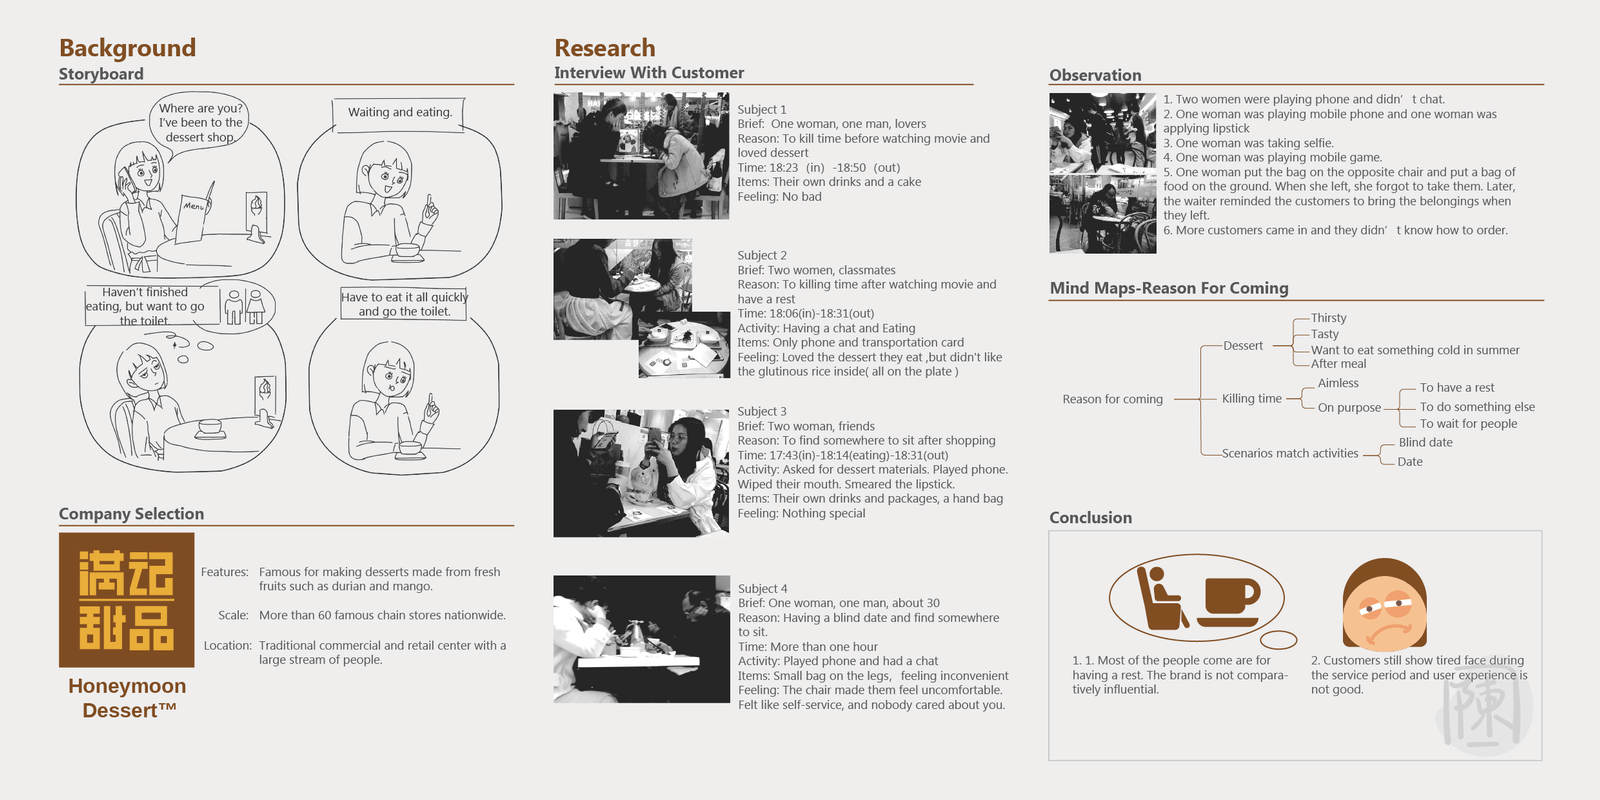 Background
Storyboard
Where are you?
I've been to the
dessert shop.
Menu
Waiting and eating.
Haven't finished
eating, but want to go
the toilet.
Have to eat it all quickly
and go the toilet.
Company Selection
满记
甜品
Honeymoon
Dessert™
Features: Famous for making desserts made from fresh
fruits such as durian and mango.
Scale: More than 60 famous chain stores nationwide.
Location: Traditional commercial and retail center with a
large stream of people.
Research
Interview With Customer
Subject 1
Brief: One woman, one man, lovers
Reason: To kill time before watching movie and
loved dessert
Time: 18:23 (in) -18:50 (out)
Items: Their own drinks and a cake
Feeling: No bad
Subject 2
Brief: Two women, classmates
Reason: To killing time after watching movie and
have a rest
Time: 18:06(in)-18:31(out)
Activity: Having a chat and Eating
Items: Only phone and transportation card
Feeling: Loved the dessert they eat ,but didn't like
the glutinous rice inside( all on the plate )
Subject 3
Brief: Two woman, friends
Reason: To find somewhere to sit after shopping
Time: 17:43(in)-18:14(eating)-18:31(out)
Activity: Asked for dessert materials. Played phone.
Wiped their mouth. Smeared the lipstick.
Items: Their own drinks and packages, a hand bag
Feeling: Nothing special
Subject 4
Brief: One woman, one man, about 30
Reason: Having a blind date and find somewhere
to sit.
Time: More than one hour
Activity: Played phone and had a chat
Items: Small bag on the legs, feeling inconvenient
Feeling: The chair made them feel uncomfortable.
Felt like self-service, and nobody cared about you.
Observation
1. Two women were playing phone and didn' t chat.
2. One woman was playing mobile phone and one woman was
applying lipstick
3. One woman was taking selfie.
4. One woman was playing mobile game.
5. One woman put the bag on the opposite chair and put a bag of
food on the ground. When she left, she forgot to take them. Later,
the waiter reminded the customers to bring the belongings when
they left.
6. More customers came in and they didn' t know how to order.
Mind Maps-Reason For Coming
Reason for coming
Dessert
Thirsty
Tasty
Want to eat something cold in summer
After meal
Killing time
Aimless
On purpose
To have a rest
To do something else
To wait for people
Scenarios match activities
Blind date
Date
Conclusion
1. 1. Most of the people come are for
having a rest. The brand is not compara-
tively influential.
2. Customers still show tired face during
the service period and user experience is
not good.
陳